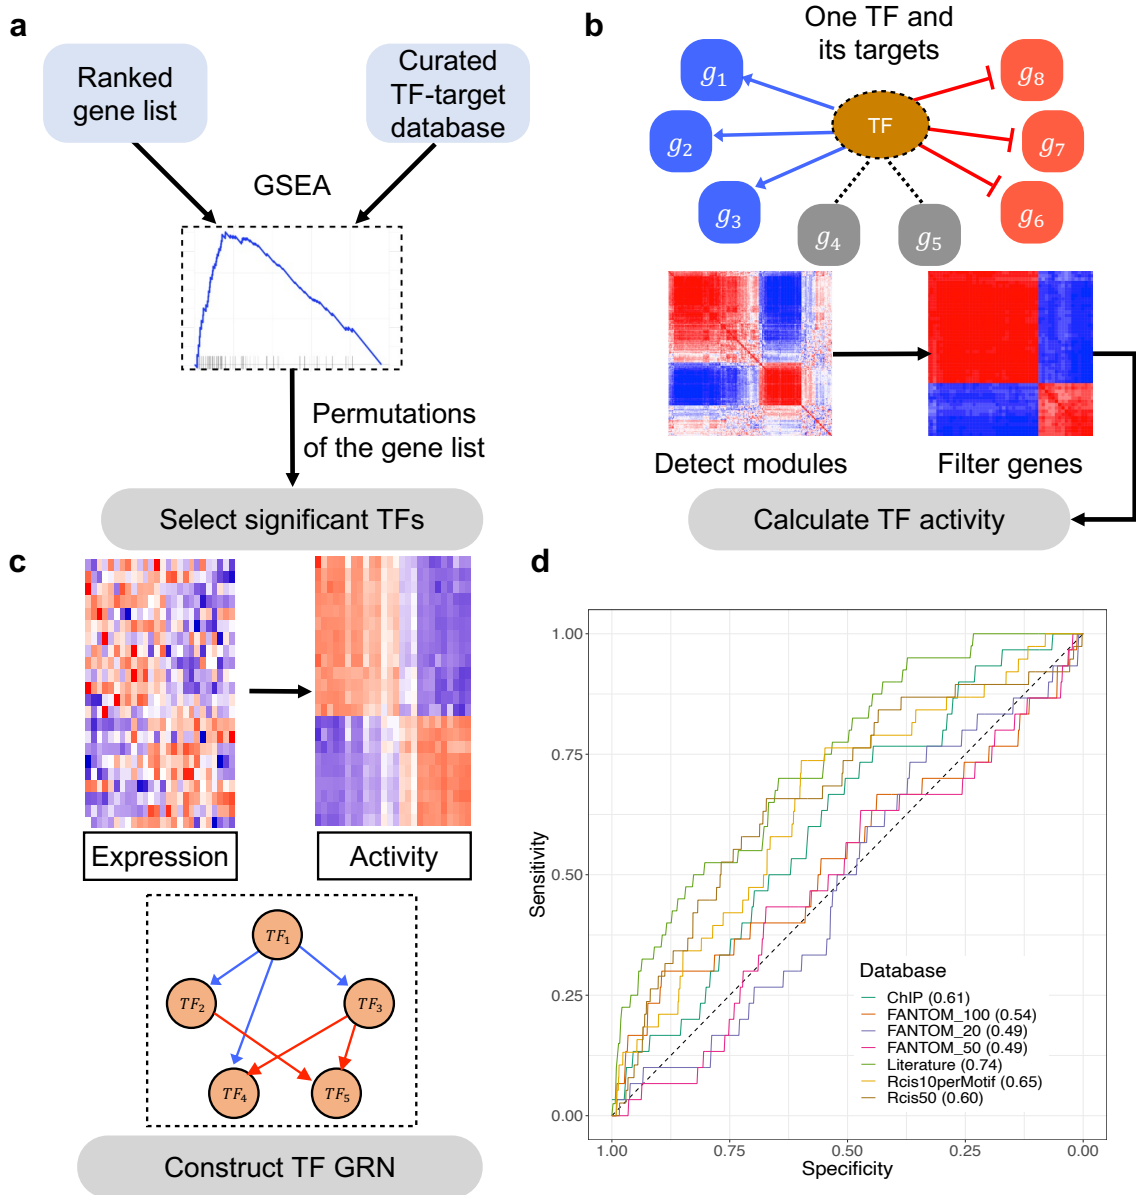 a
Ranked
gene list
Curated
TF-target
database
GSEA
Permutations
of the gene list
Select significant TFs
b
One TF and
its targets
g₁
g₂
g₃
g₄
g₅
g₆
g₇
g₈
TF
Detect modules
Filter genes
Calculate TF activity
c
Expression
Activity
TF₁
TF₂
TF₃
TF₄
TF₅
Construct TF GRN
d
1.00
0.75
0.50
0.25
0.00
Sensitivity
1.00
0.75
0.50
0.25
0.00
Specificity
Database
ChIP (0.61)
FANTOM_100 (0.54)
FANTOM_20 (0.49)
FANTOM_50 (0.49)
Literature (0.74)
Rcis10perMotif (0.65)
Rcis50 (0.60)